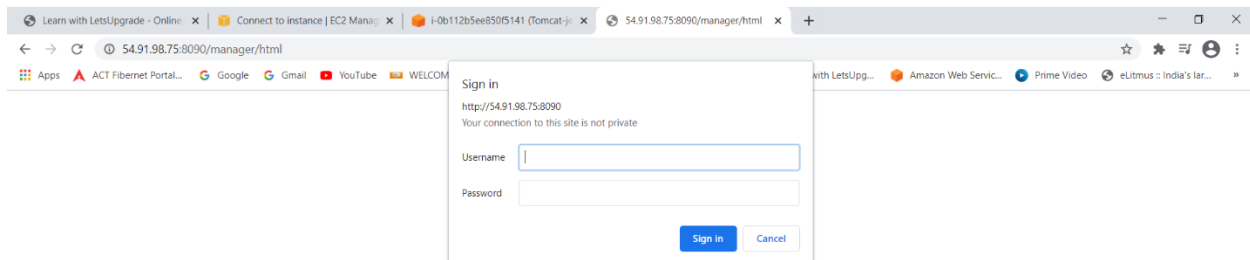 Learn with LetsUpgrade - Online
Connect to instance | EC2 Manag
i-0b112b5ee850f5141 (Tomcat-je
54.91.98.75:8090/manager/html
54.91.98.75:8090/manager/html
Apps ACT Fibernet Portal... Google Gmail YouTube WELCOM with LetsUpg... Amazon Web Servic... Prime Video eLitmus :: India's lar...
Sign in
http://54.91.98.75:8090
Your connection to this site is not private
Username
Password
Sign in Cancel